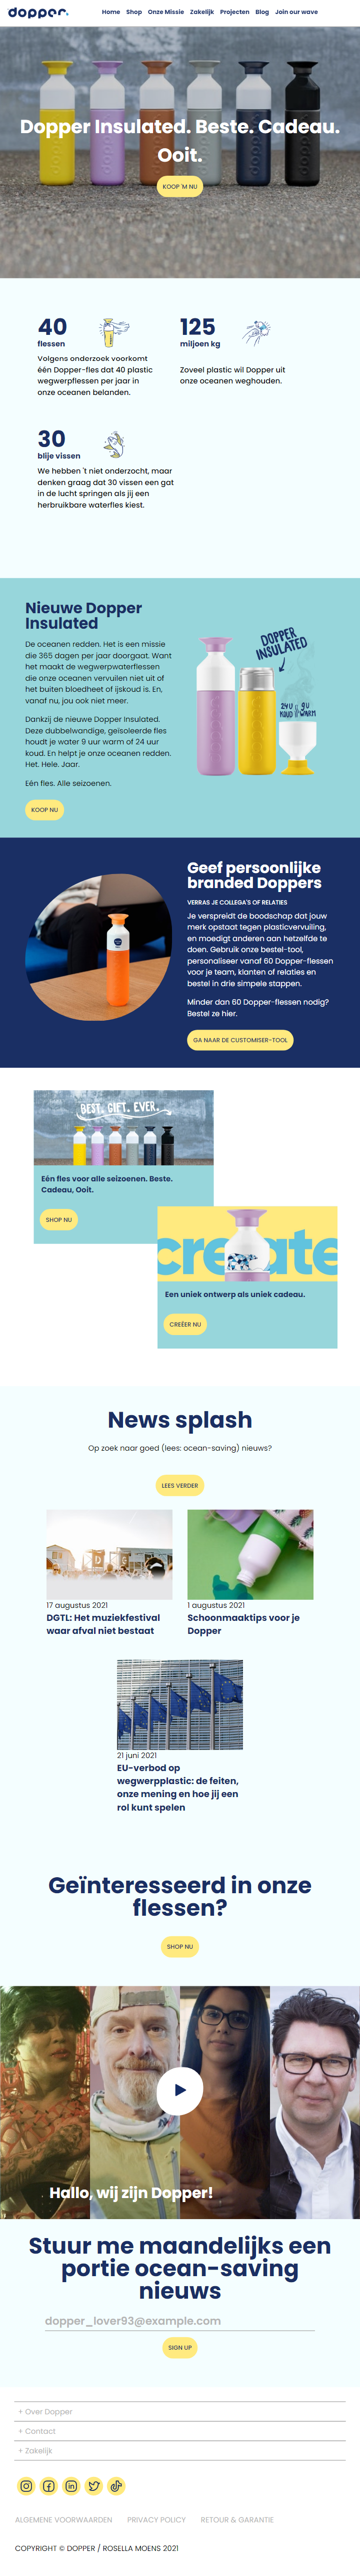 dopper.
Home Shop Onze Missie Zakelijk Projecten Blog Join our wave
Dopper Insulated. Beste. Cadeau.
Ooit.
KOOP 'M NU
40
flessen
Volgens onderzoek voorkomt
één Dopper-fles dat 40 plastic
wegwerpflessen per jaar in
onze oceanen belanden.
125
miljoen kg
Zoveel plastic wil Dopper uit
onze oceanen weghouden.
30
blije vissen
We hebben 't niet onderzocht, maar
denken graag dat 30 vissen een gat
in de lucht springen als jij een
herbruikbare waterfles kiest.
Nieuwe Dopper
Insulated
De oceanen redden. Het is een missie
die 365 dagen per jaar doorgaat. Want
het maakt de wegwerpwaterflessen
die onze oceanen vervuilen niet uit of
het buiten bloedheet of ijskoud is. En,
vanaf nu, jou ook niet meer.
Dankzij de nieuwe Dopper Insulated.
Deze dubbelwandige, geïsoleerde fles
houdt je water 9 uur warm of 24 uur
koud. En helpt je onze oceanen redden.
Het. Hele. Jaar.
Eén fles. Alle seizoenen.
KOOP NU
DOPPER
INSULATED
24U 9U
KOUD WARM
Geef persoonlijke
branded Doppers
VERRAS JE COLLEGA'S OF RELATIES
Je verspreidt de boodschap dat jouw
merk opstaat tegen plasticvervuiling,
en moedigt anderen aan hetzelfde te
doen. Gebruik onze bestel-tool,
personaliseer vanaf 60 Dopper-flessen
voor je team, klanten of relaties en
bestel in drie simpele stappen.
Minder dan 60 Dopper-flessen nodig?
Bestel ze hier.
GA NAAR DE CUSTOMISER-TOOL
BEST. GIFT. EVER.
Eén fles voor alle seizoenen. Beste.
Cadeau, Ooit.
SHOP NU
create
Een uniek ontwerp als uniek cadeau.
CREËER NU
News splash
Op zoek naar goed (lees: ocean-saving) nieuws?
LEES VERDER
17 augustus 2021
DGTL: Het muziekfestival
waar afval niet bestaat
1 augustus 2021
Schoonmaaktips voor je
Dopper
21 juni 2021
EU-verbod op
wegwerpplastic: de feiten,
onze mening en hoe jij een
rol kunt spelen
Geïnteresseerd in onze
flessen?
SHOP NU
Hallo, wij zijn Dopper!
Stuur me maandelijks een
portie ocean-saving
nieuws
dopper_lover93@example.com
SIGN UP
+ Over Dopper
+ Contact
+ Zakelijk
ALGEMENE VOORWAARDEN PRIVACY POLICY RETOUR & GARANTIE
COPYRIGHT © DOPPER / ROSELLA MOENS 2021